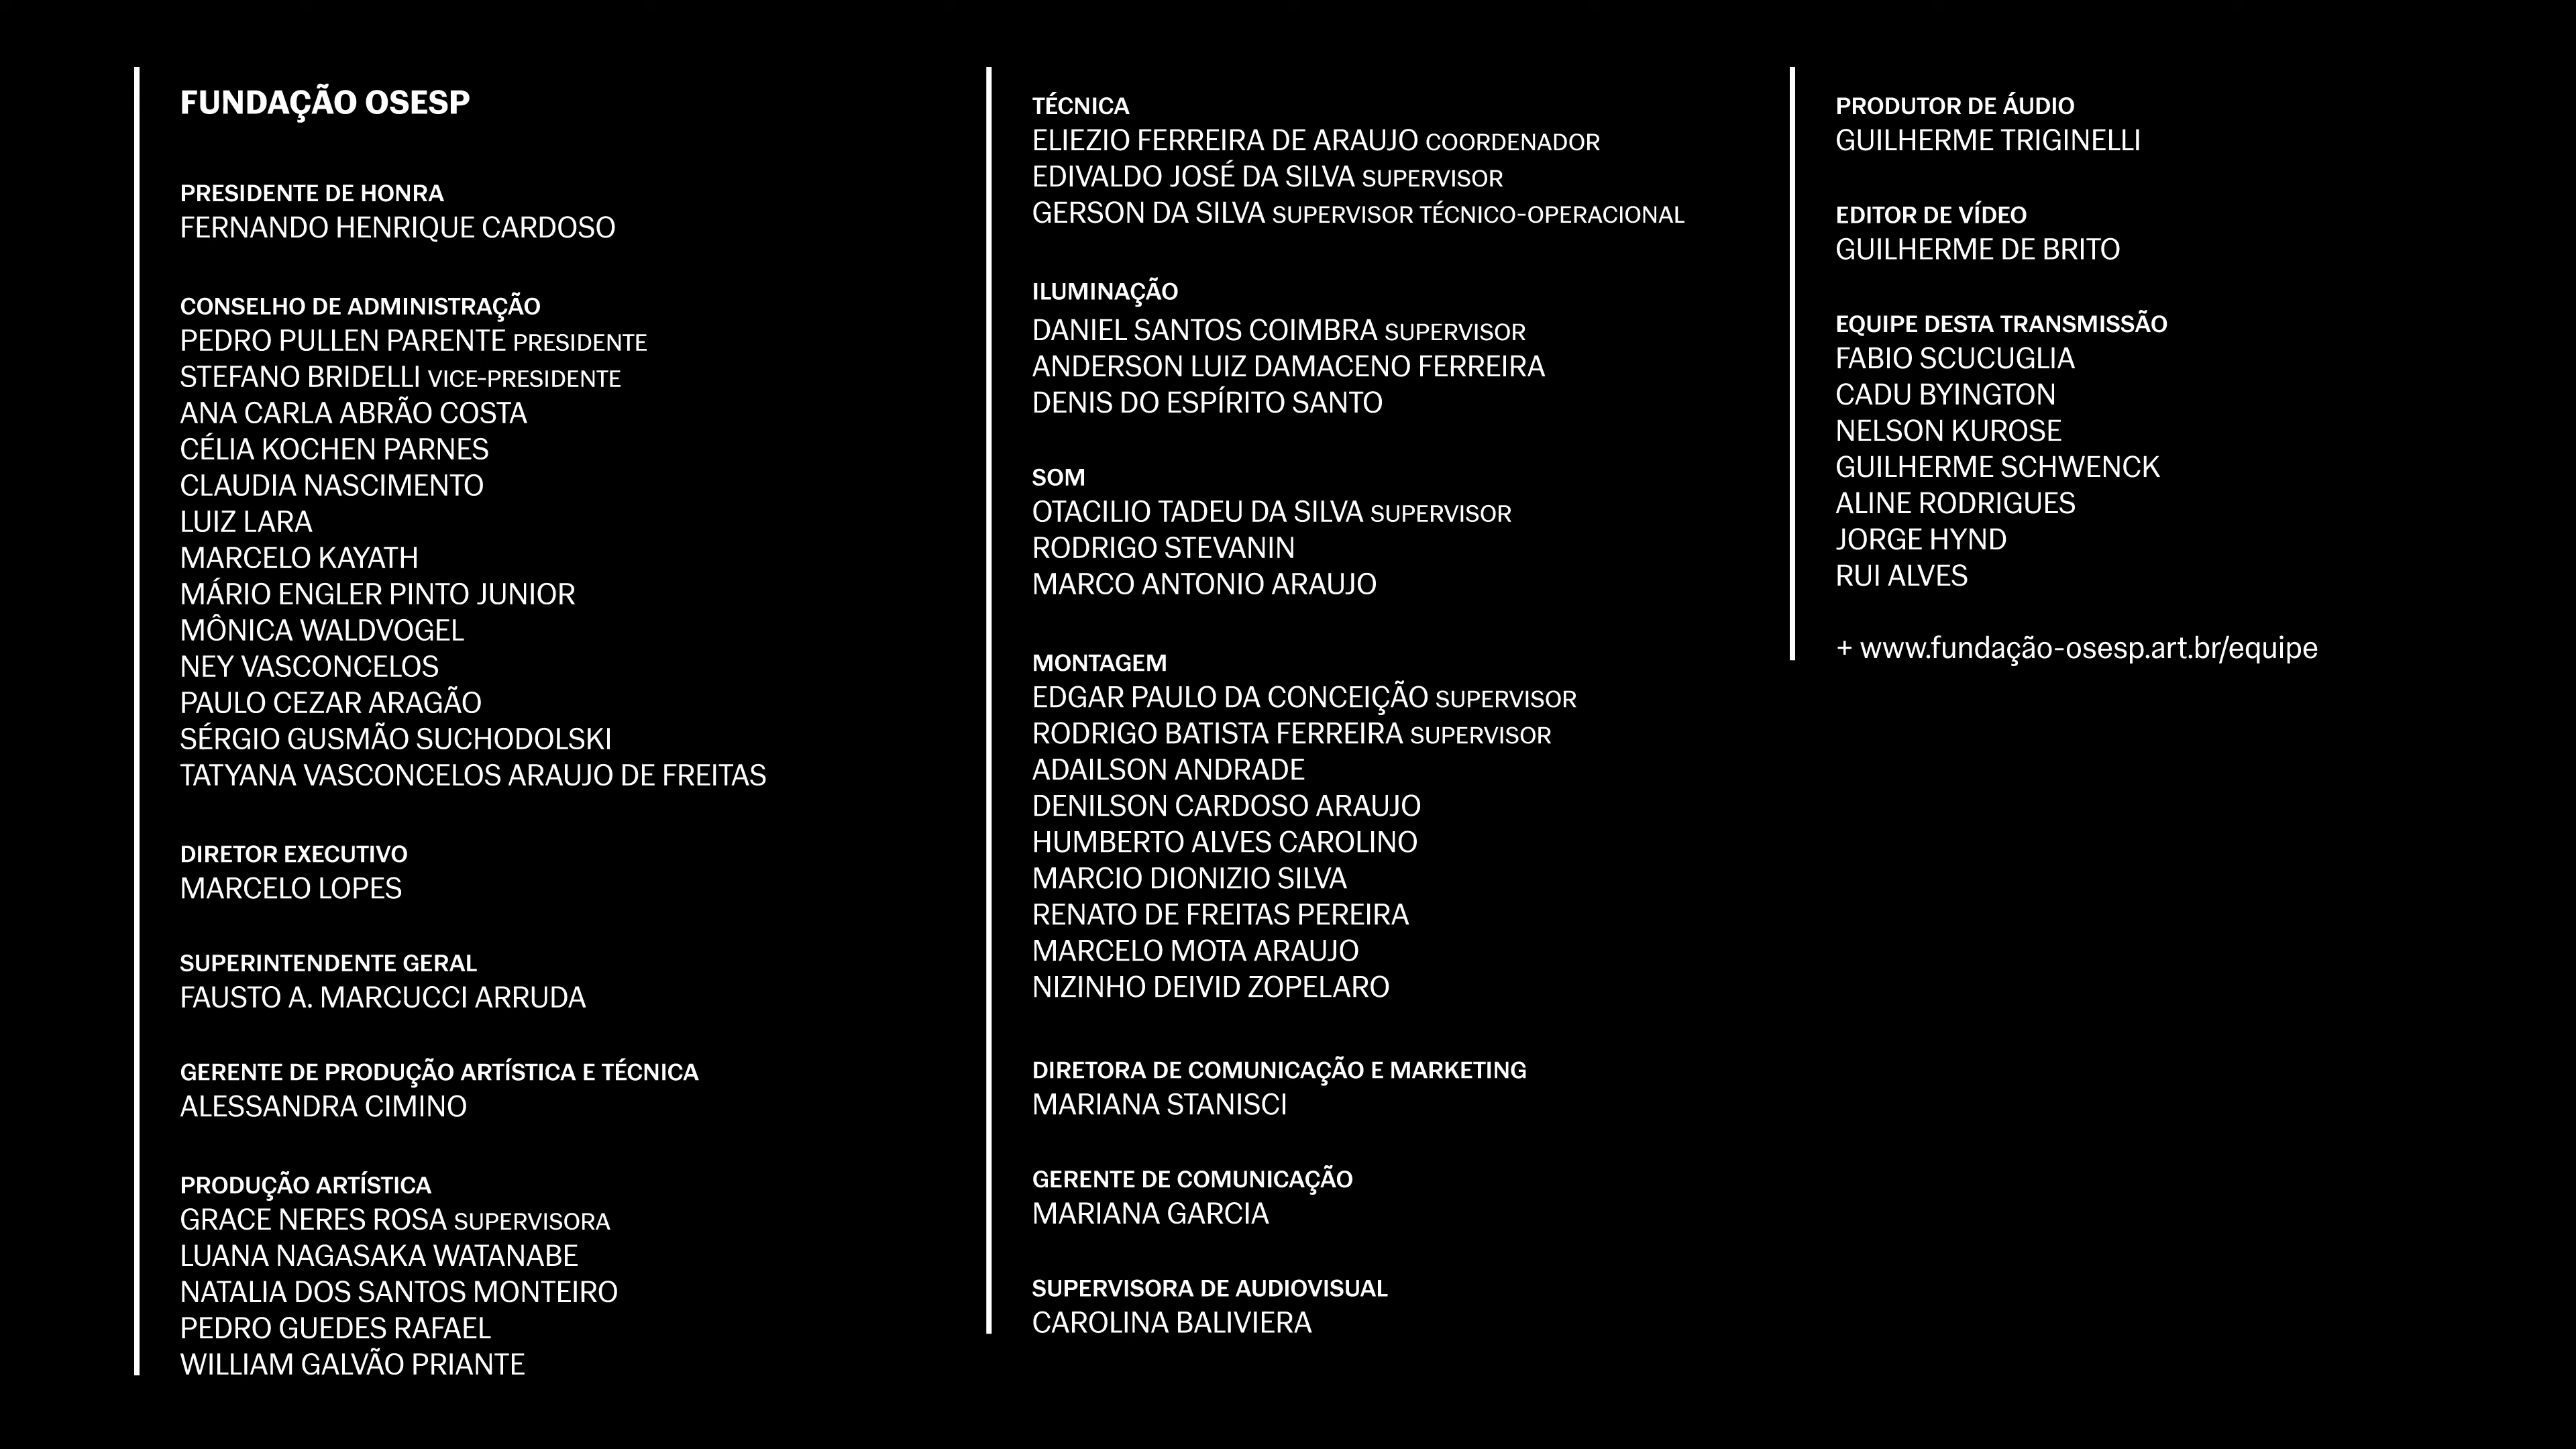 FUNDAÇÃO OSESP
PRESIDENTE DE HONRA
FERNANDO HENRIQUE CARDOSO
CONSELHO DE ADMINISTRAÇÃO
PEDRO PULLEN PARENTE PRESIDENTE
STEFANO BRIDELLI VICE-PRESIDENTE
ANA CARLA ABRÃO COSTA
CÉLIA KOCHEN PARNES
CLAUDIA NASCIMENTO
LUIZ LARA
MARCELO KAYATH
MÁRIO ENGLER PINTO JUNIOR
MÔNICA WALDVOGEL
NEY VASCONCELOS
PAULO CEZAR ARAGÃO
SÉRGIO GUSMÃO SUCHODOLSKI
TATYANA VASCONCELOS ARAUJO DE FREITAS
DIRETOR EXECUTIVO
MARCELO LOPES
SUPERINTENDENTE GERAL
FAUSTO A. MARCUCCI ARRUDA
GERENTE DE PRODUÇÃO ARTÍSTICA E TÉCNICA
ALESSANDRA CIMINO
PRODUÇÃO ARTÍSTICA
GRACE NERES ROSA SUPERVISORA
LUANA NAGASAKA WATANABE
NATALIA DOS SANTOS MONTEIRO
PEDRO GUEDES RAFAEL
WILLIAM GALVÃO PRIANTE
TÉCNICA
ELIEZIO FERREIRA DE ARAUJO COORDENADOR
EDIVALDO JOSÉ DA SILVA SUPERVISOR
GERSON DA SILVA SUPERVISOR TÉCNICO-OPERACIONAL
ILUMINAÇÃO
DANIEL SANTOS COIMBRA SUPERVISOR
ANDERSON LUIZ DAMACENO FERREIRA
DENIS DO ESPÍRITO SANTO
SOM
OTACILIO TADEU DA SILVA SUPERVISOR
RODRIGO STEVANIN
MARCO ANTONIO ARAUJO
MONTAGEM
EDGAR PAULO DA CONCEIÇÃO SUPERVISOR
RODRIGO BATISTA FERREIRA SUPERVISOR
ADAILSON ANDRADE
DENILSON CARDOSO ARAUJO
HUMBERTO ALVES CAROLINO
MARCIO DIONIZIO SILVA
RENATO DE FREITAS PEREIRA
MARCELO MOTA ARAUJO
NIZINHO DEIVID ZOPELARO
DIRETORA DE COMUNICAÇÃO E MARKETING
MARIANA STANISCI
GERENTE DE COMUNICAÇÃO
MARIANA GARCIA
SUPERVISORA DE AUDIOVISUAL
CAROLINA BALIVIERA
PRODUTOR DE ÁUDIO
GUILHERME TRIGINELLI
EDITOR DE VÍDEO
GUILHERME DE BRITO
EQUIPE DESTA TRANSMISSÃO
FABIO SCUCUGLIA
CADU BYINGTON
NELSON KUROSE
GUILHERME SCHWENCK
ALINE RODRIGUES
JORGE HYND
RUI ALVES
+ www.fundação-osesp.art.br/equipe